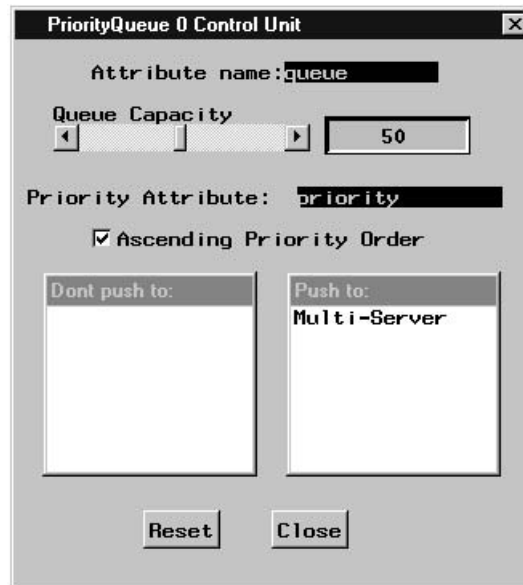 PriorityQueue 0 Control Unit
Attribute name:queue
Queue Capacity
50
Priority Attribute: priority
Ascending Priority Order
Dont push to:
Push to:
Multi-Server
Reset
Close